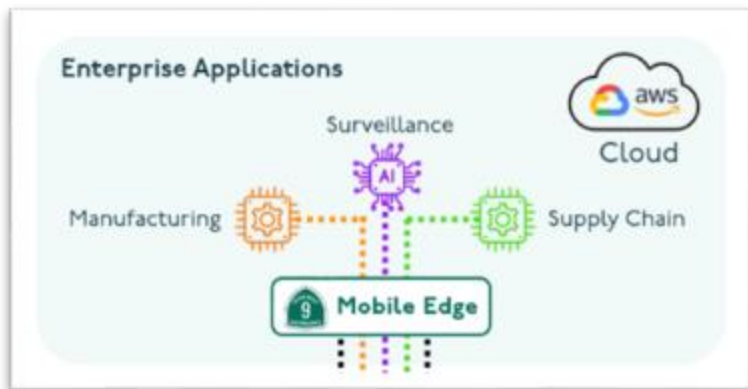 Enterprise Applications
aws
Cloud
Surveillance
AI
Manufacturing
Supply Chain
9
Mobile Edge